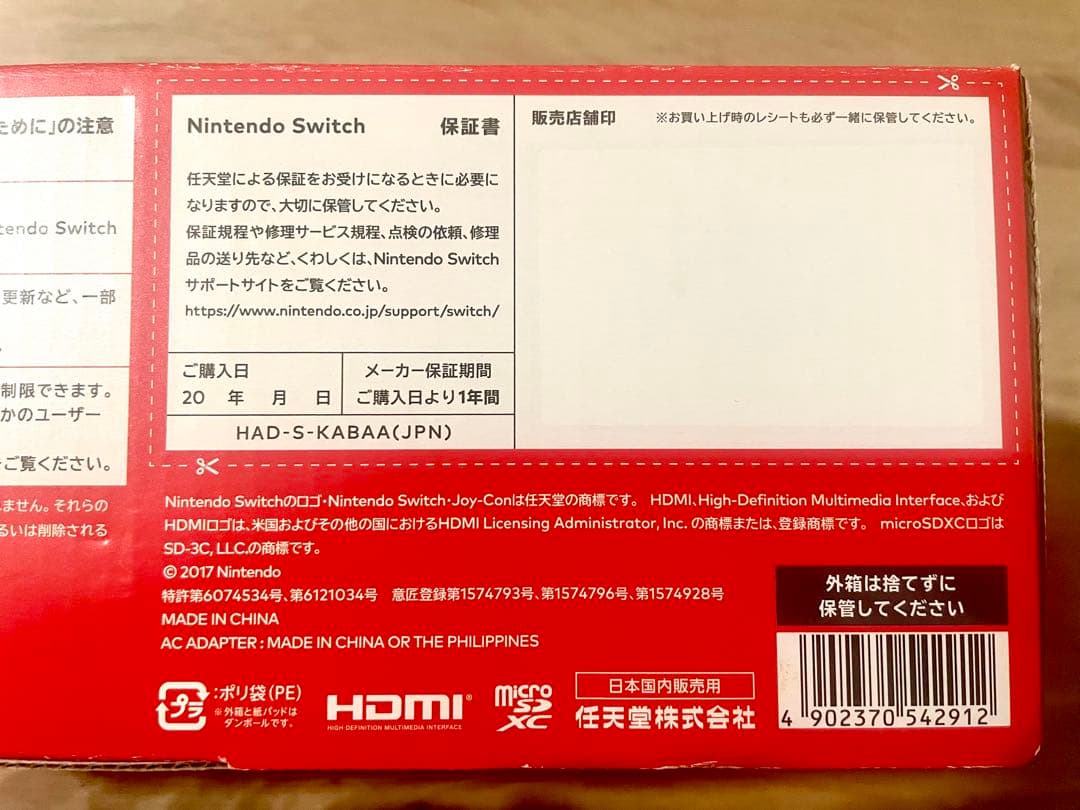 ために」の注意
tendo Switch
更新など、一部
制限できます。
かのユーザー
ご覧ください。
ません。それらの
るいは削除される
Nintendo Switch 保証書
任天堂による保証をお受けになるときに必要に
なりますので、大切に保管してください。
保証規程や修理サービス規程、点検の依頼、修理
品の送り先など、くわしくは、Nintendo Switch
サポートサイトをご覧ください。
https://www.nintendo.co.jp/support/switch/
ご購入日
20 年 月 日
メーカー保証期間
ご購入日より1年間
HAD-S-KABAA(JPN)
販売店舗印 ※お買い上げ時のレシートも必ず一緒に保管してください。
Nintendo Switchのロゴ・Nintendo Switch・Joy-Conは任天堂の商標です。 HDMI、High-Definition Multimedia Interface、および
HDMIロゴは、米国およびその他の国におけるHDMI Licensing Administrator, Inc. の商標または、登録商標です。 microSDXCロゴは
SD-3C, LLC.の商標です。
© 2017 Nintendo
特許第6074534号、第6121034号 意匠登録第1574793号、第1574796号、第1574928号
MADE IN CHINA
AC ADAPTER : MADE IN CHINA OR THE PHILIPPINES
プラ
:ポリ袋(PE)
※外箱と紙パッドは
ダンボールです。
HDMI®
HIGH-DEFINITION MULTIMEDIA INTERFACE
micro
SD
XC
日本国内販売用
任天堂株式会社
外箱は捨てずに
保管してください
4 902370 542912